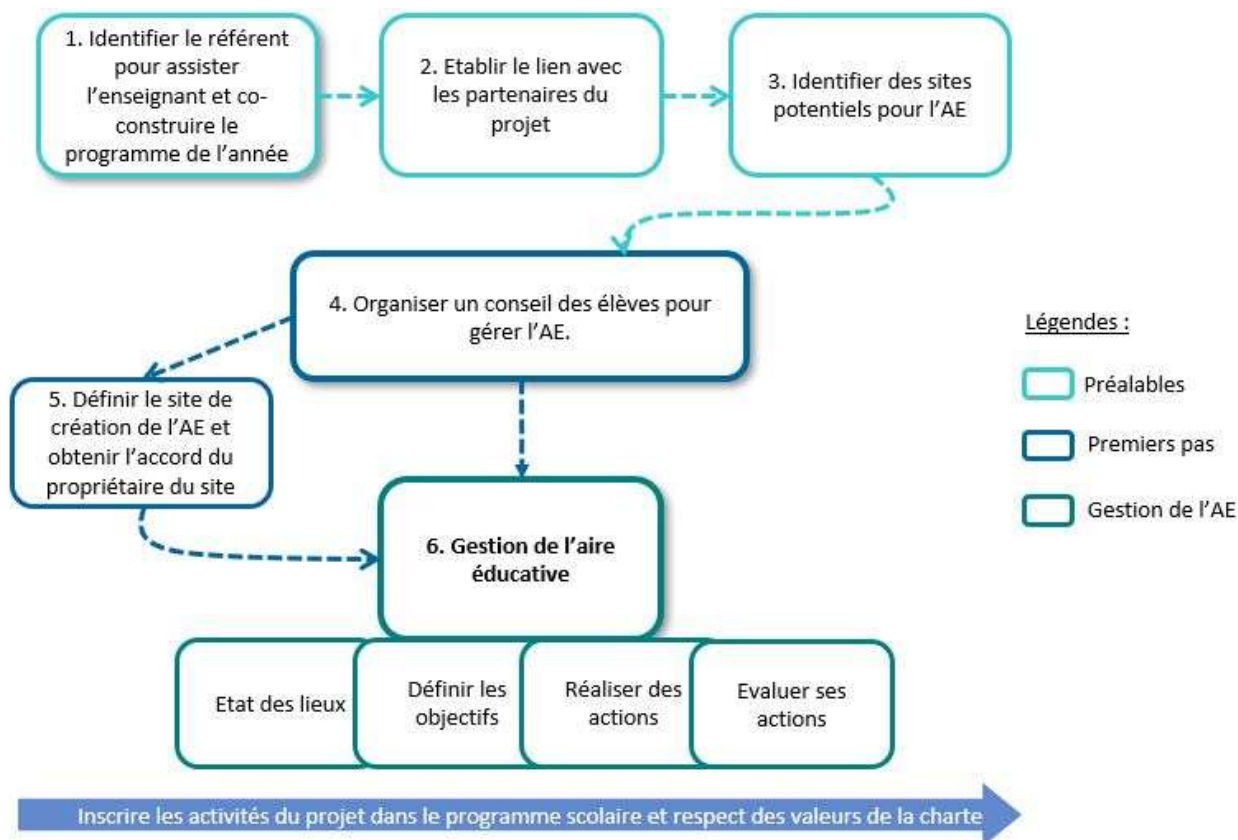 1. Identifier le référent
pour assister
l’enseignant et co-
construire le
programme de l’année
2. Etablir le lien avec
les partenaires du
projet
3. Identifier des sites
potentiels pour l’AE
4. Organiser un conseil des élèves pour
gérer l’AE.
5. Définir le site de
création de l’AE et
obtenir l’accord du
propriétaire du site
6. Gestion de l’aire
éducative
Etat des lieux
Définir les
objectifs
Réaliser des
actions
Evaluer ses
actions
Légendes :
Préalables
Premiers pas
Gestion de l’AE
Inscrire les activités du projet dans le programme scolaire et respect des valeurs de la charte